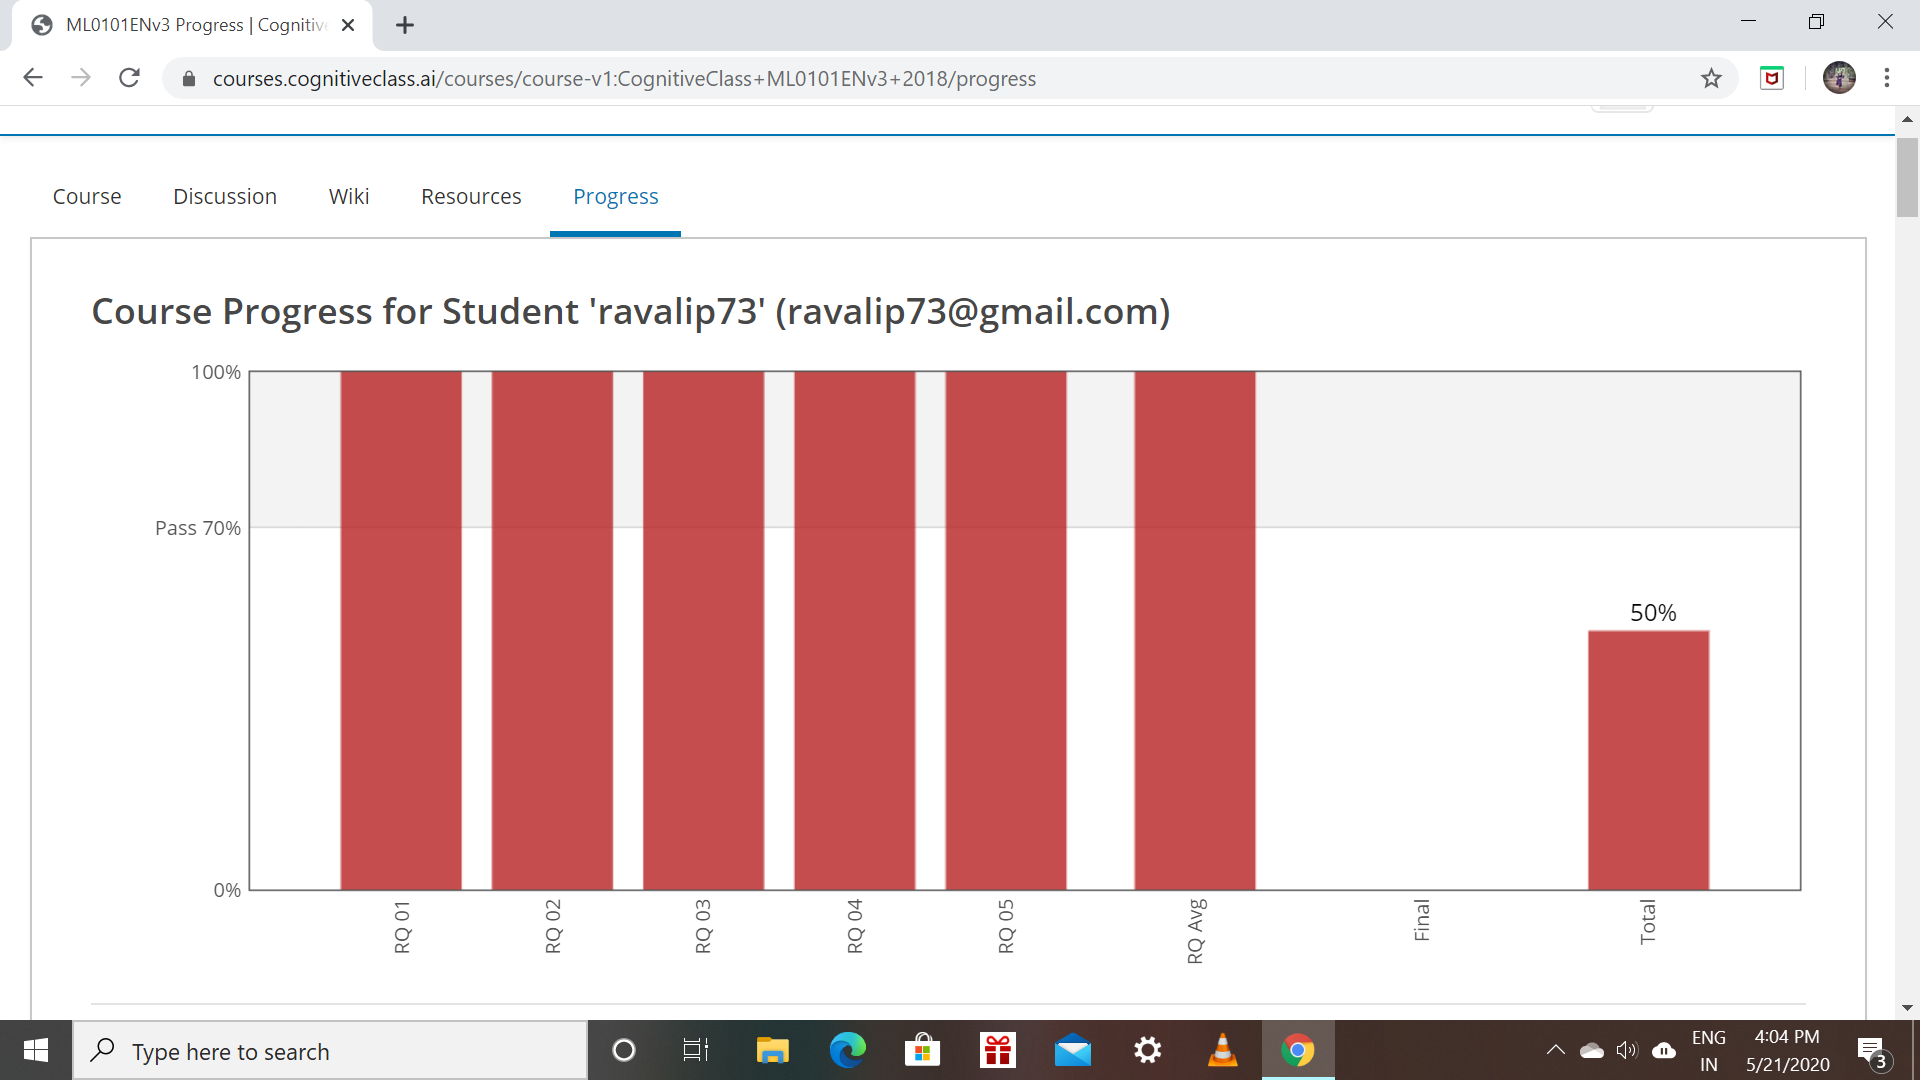 ML0101ENv3 Progress | Cognitiv
courses.cognitiveclass.ai/courses/course-v1:CognitiveClass+ML0101ENv3+2018/progress
Course Discussion Wiki Resources Progress
Course Progress for Student 'ravalip73' (ravalip73@gmail.com)
100%
Pass 70%
50%
0%
RQ 01 RQ 02 RQ 03 RQ 04 RQ 05 RQ Avg Final Total
Type here to search
ENG 4:04 PM
IN 5/21/2020
3